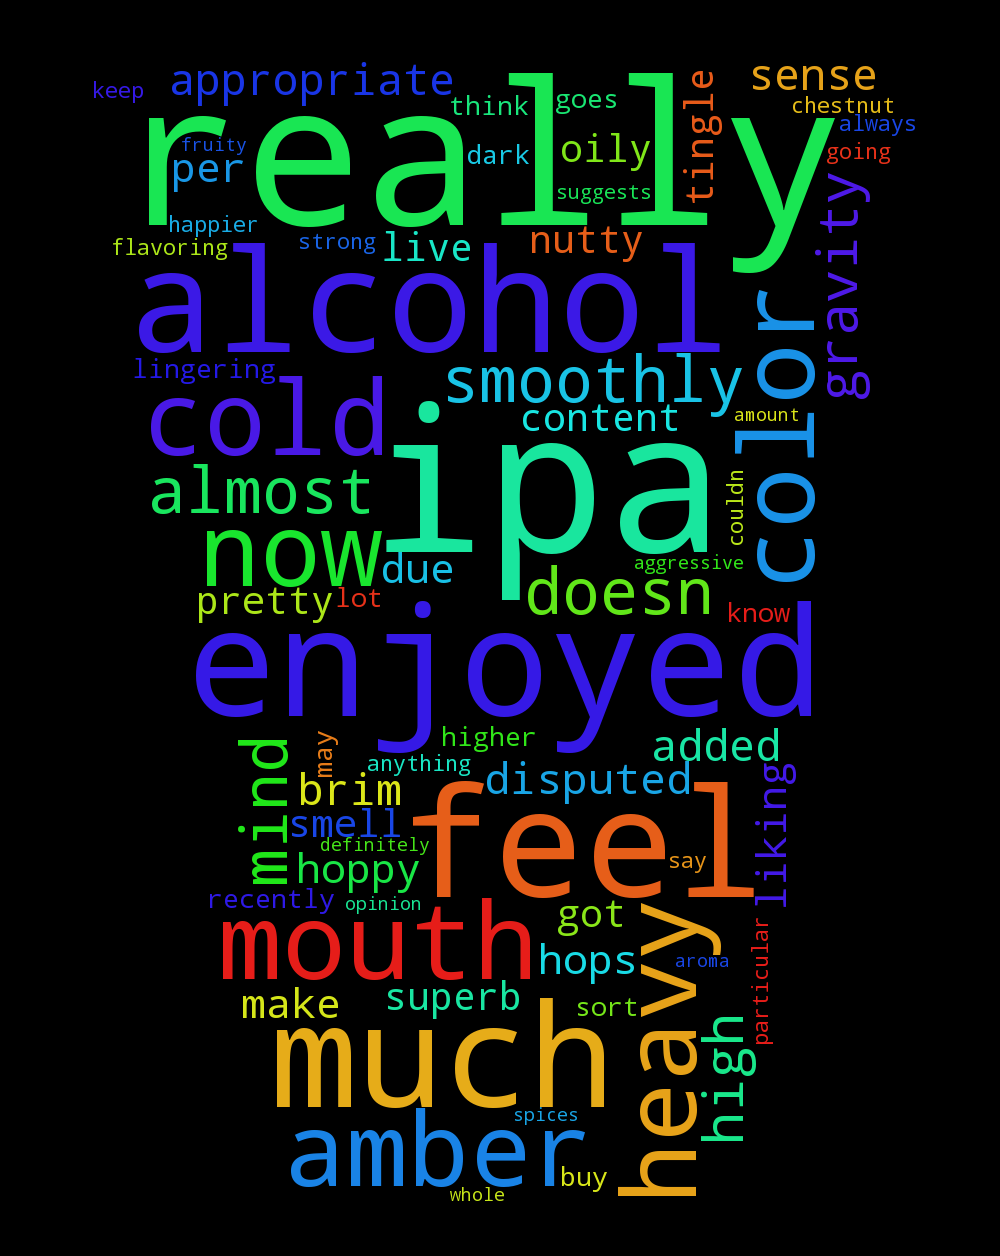 keep appropriate think goes tingle sense
chestnut
always
really
fruity dark oily going
per suggests
happier
flavoring strong live nutty gravity
alcohol color
lingering smoothly
cold content amount
ipa
almost couldn
now due aggressive
pretty lot doesn know
enjoyed
mind may higher added
anything disputed liking
brim
smell feel
definitely say
hoppy
recently opinion got heavy
mouth hops aroma particular
make superb sort high
much
spices
amber buy
whole